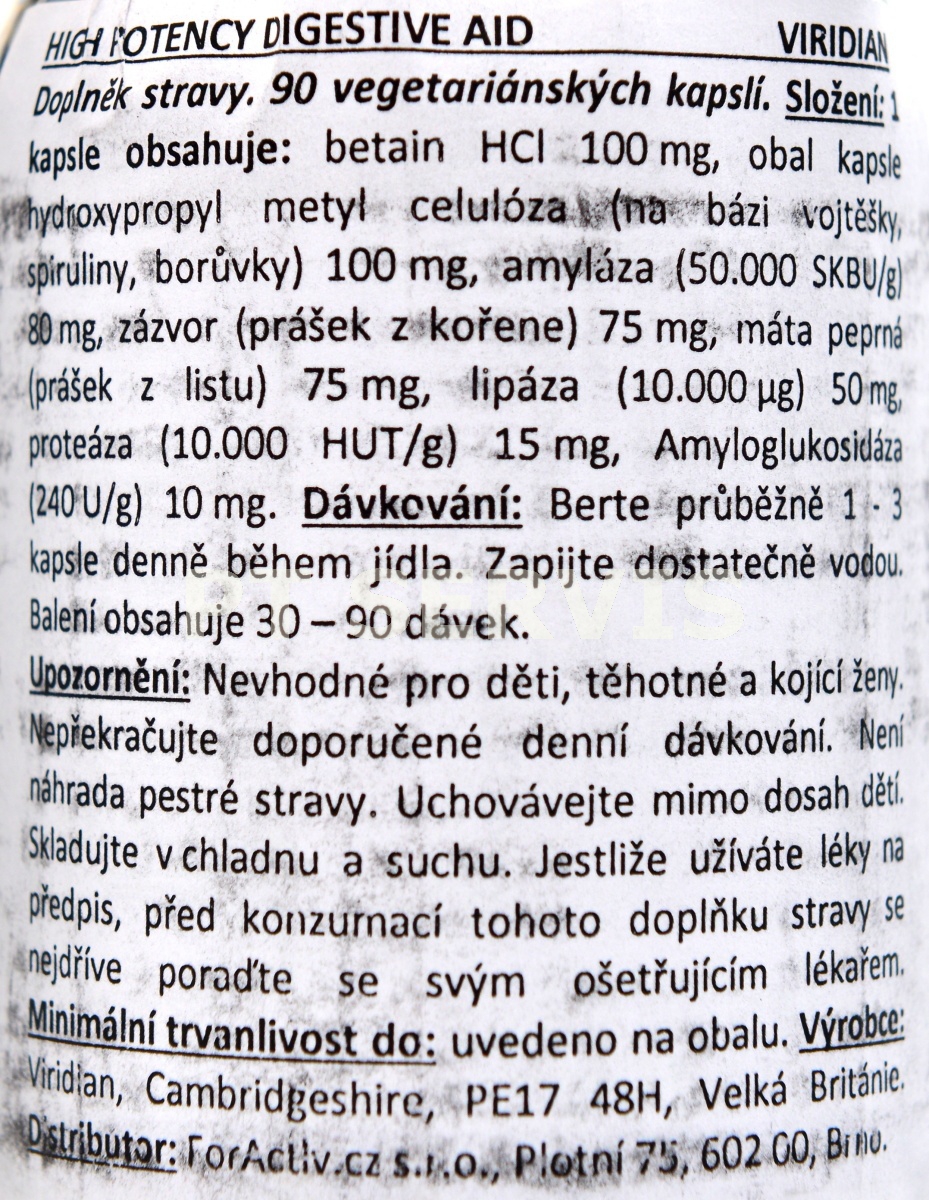 HIGH POTENCY DIGESTIVE AID VIRIDIAN
Doplněk stravy. 90 vegetariánských kapslí. Složení: 1
kapsle obsahuje: betain HCl 100 mg, obal kapsle
hydroxypropyl metyl celulóza (na bázi vojtěšky,
spiruliny, borůvky) 100 mg, amyláza (50.000 SKBU/g)
80 mg, zázvor (prášek z kořene) 75 mg, máta peprná
(prášek z listu) 75 mg, lipáza (10.000 µg) 50 mg,
proteáza (10.000 HUT/g) 15 mg, Amyloglukosidáza
(240 U/g) 10 mg. Dávkování: Berte průběžně 1 - 3
kapsle denně během jídla. Zapijte dostatečně vodou.
Balení obsahuje 30 – 90 dávek.
Upozornění: Nevhodné pro děti, těhotné a kojící ženy.
Nepřekračujte doporučené denní dávkování. Není
náhrada pestré stravy. Uchovávejte mimo dosah dětí.
Skladujte v chladnu a suchu. Jestliže užíváte léky na
předpis, před konzumací tohoto doplňku stravy se
nejdříve poraďte se svým ošetřujícím lékařem.
Minimální trvanlivost do: uvedeno na obalu. Výrobce:
Viridian, Cambridgeshire, PE17 48H, Velká Británie.
Distributor: ForActiv.cz s.r.o., Plotní 75, 602 00, Brno.